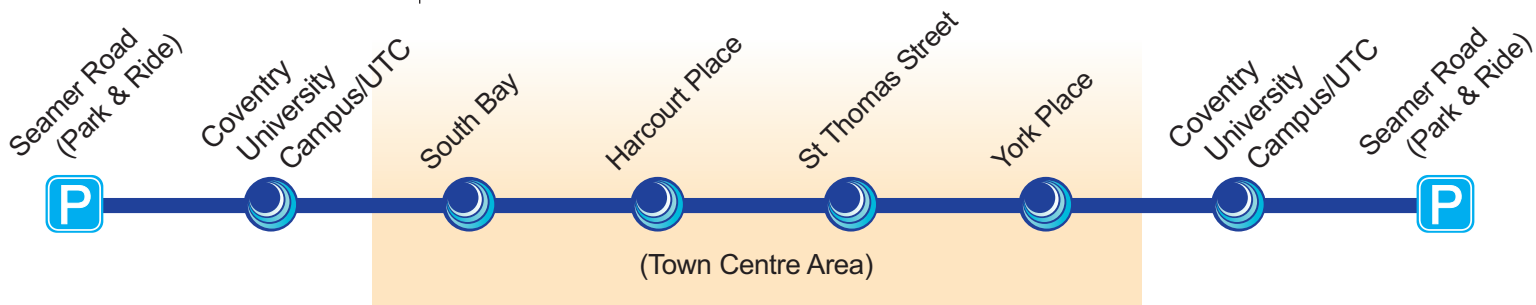 Seamer Road
(Park & Ride)
Coventry
University
Campus/UTC
South Bay
Harcourt Place
St Thomas Street
York Place
Coventry
University
Campus/UTC
Seamer Road
(Park & Ride)
P
P
(Town Centre Area)